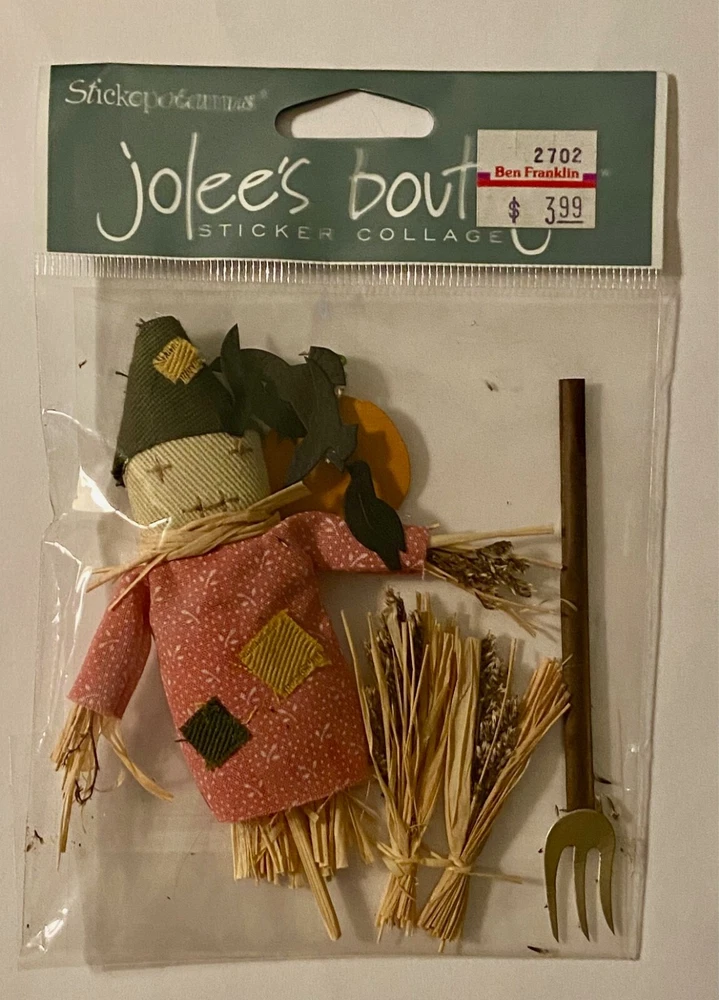 Stickopotamus®
jolee's bout
STICKER COLLAGE
2702
Ben Franklin
$ 3.99